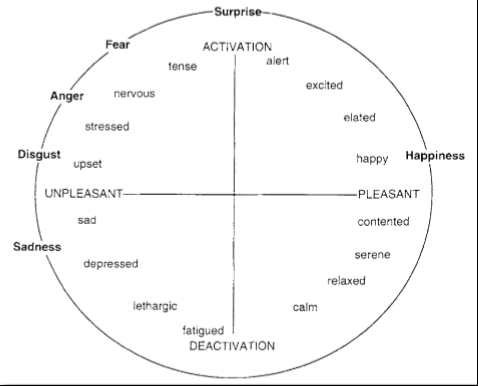 Surprise
Fear
ACTIVATION
tense
alert
excited
Anger
nervous
elated
stressed
Disgust
upset
happy
Happiness
UNPLEASANT
PLEASANT
sad
contented
Sadness
serene
depressed
relaxed
lethargic
calm
fatigued
DEACTIVATION